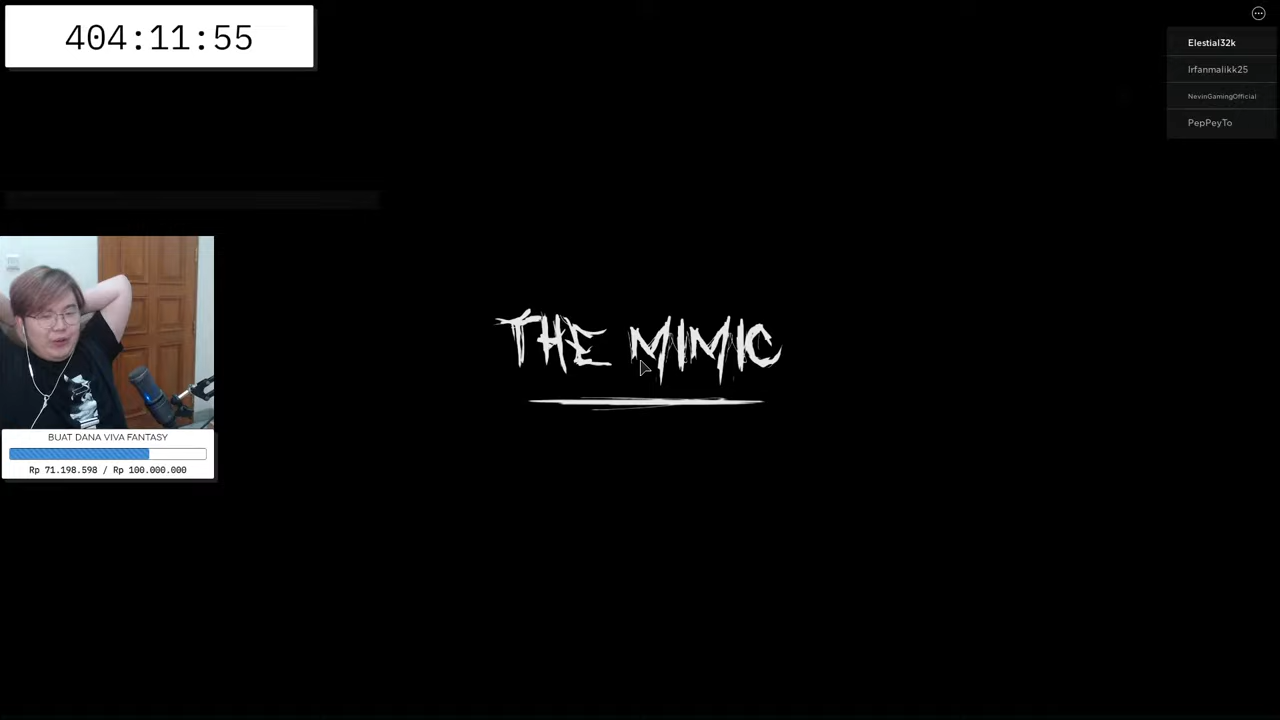 404:11:55
Elestial32k
Irfanmalikk25
NevinGamingOfficial
PepPeyTo
THE MIMIC
BUAT DANA VIVA FANTASY
Rp 71.198.598 / Rp 100.000.000